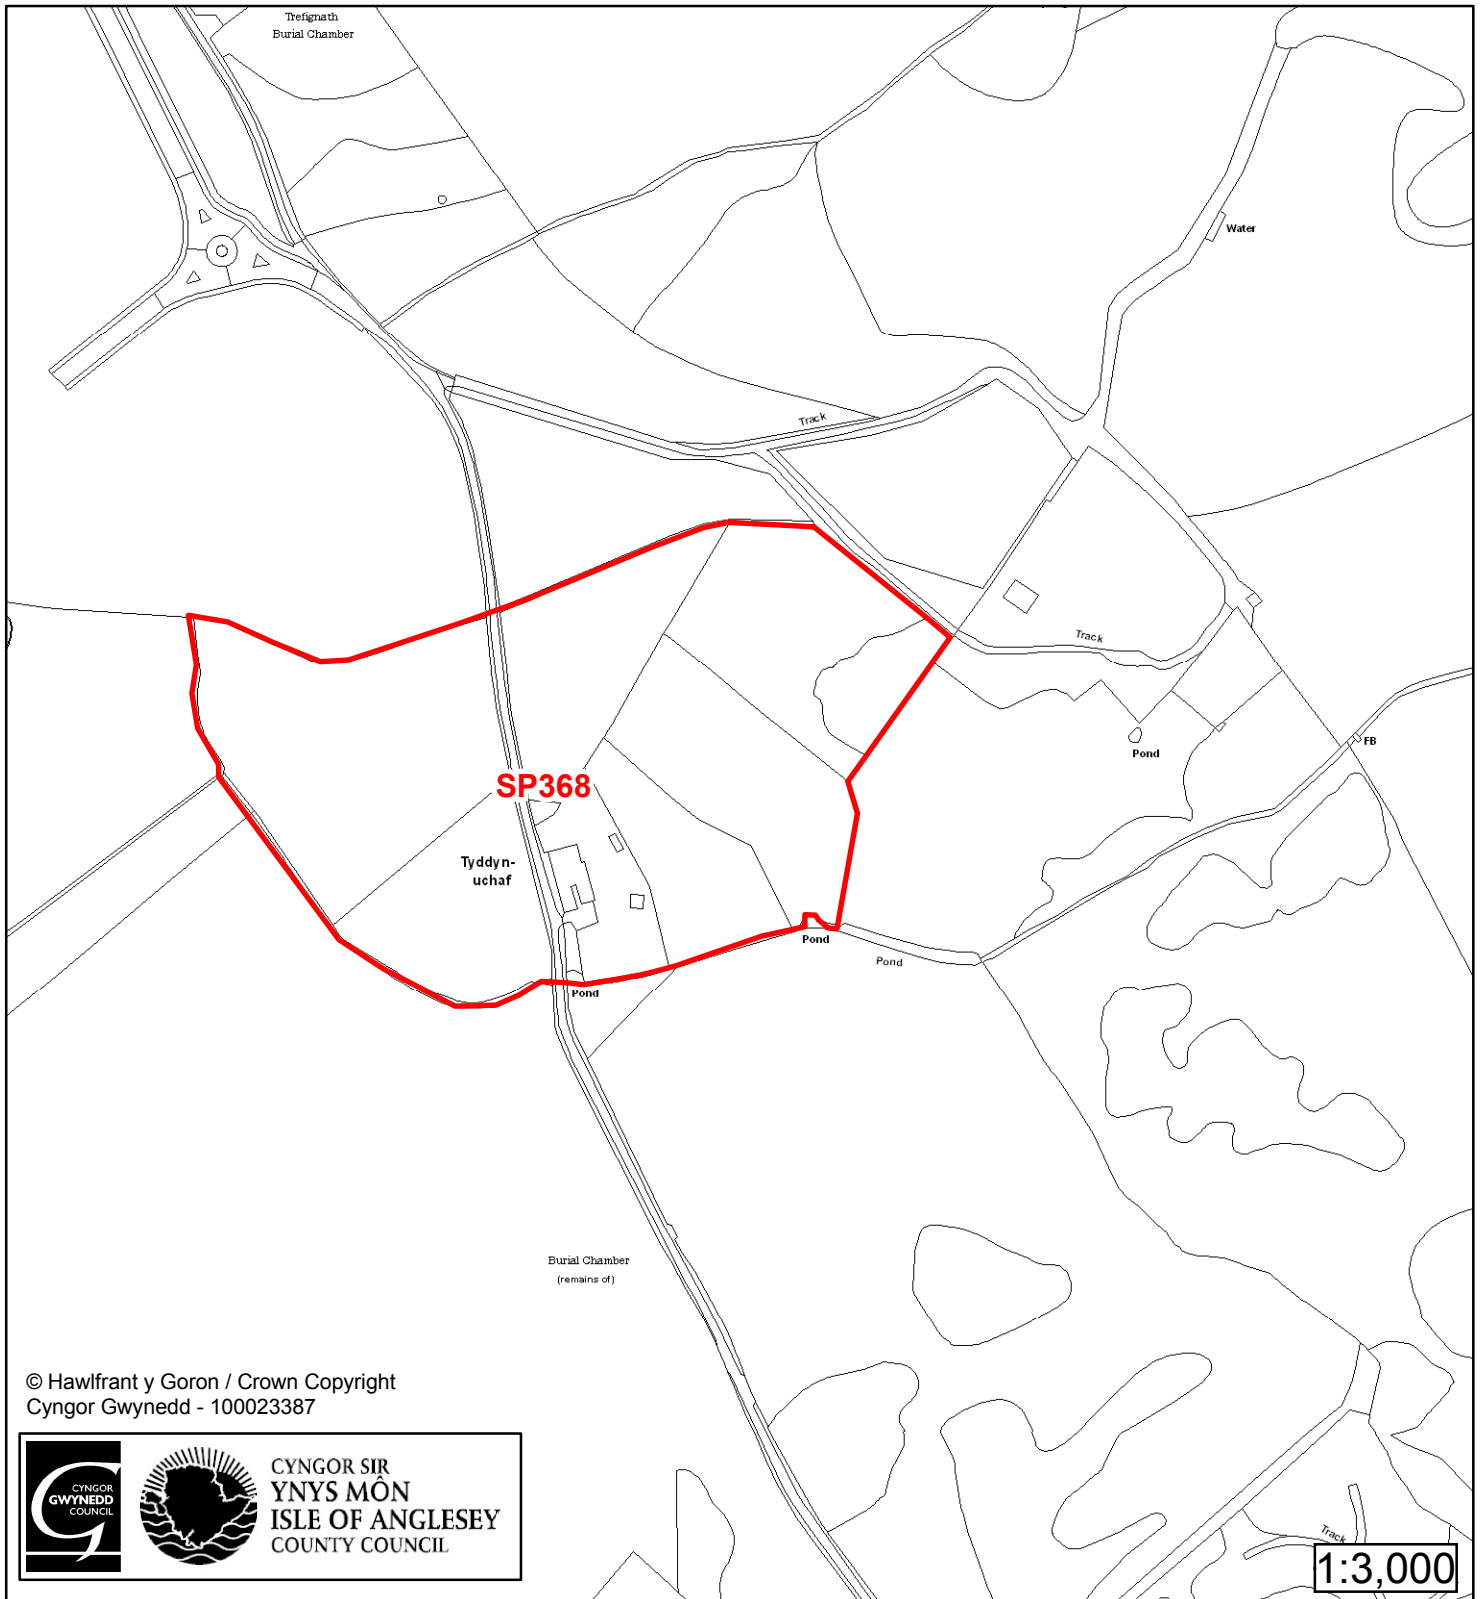 Trefignath
Burial Chamber
Water
Track
Track
SP368
FB
Pond
Tyddyn-
uchaf
Pond
Pond
Pond
Burial Chamber
(remains of)
© Hawlfrant y Goron / Crown Copyright
Cyngor Gwynedd - 100023387
CYNGOR
GWYNEDD
COUNCIL
CYNGOR SIR
YNYS MÔN
ISLE OF ANGLESEY
COUNTY COUNCIL
Track
1:3,000